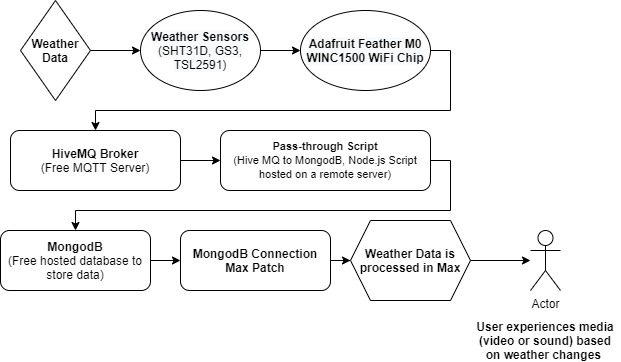 Weather
Data
Weather Sensors
(SHT31D, GS3,
TSL2591)
Adafruit Feather M0
WINC1500 WiFi Chip
HiveMQ Broker
(Free MQTT Server)
Pass-through Script
(Hive MQ to MongodB, Node.js Script
hosted on a remote server)
MongodB
(Free hosted database to
store data)
MongodB Connection
Max Patch
Weather Data is
processed in Max
Actor
User experiences media
(video or sound) based
on weather changes